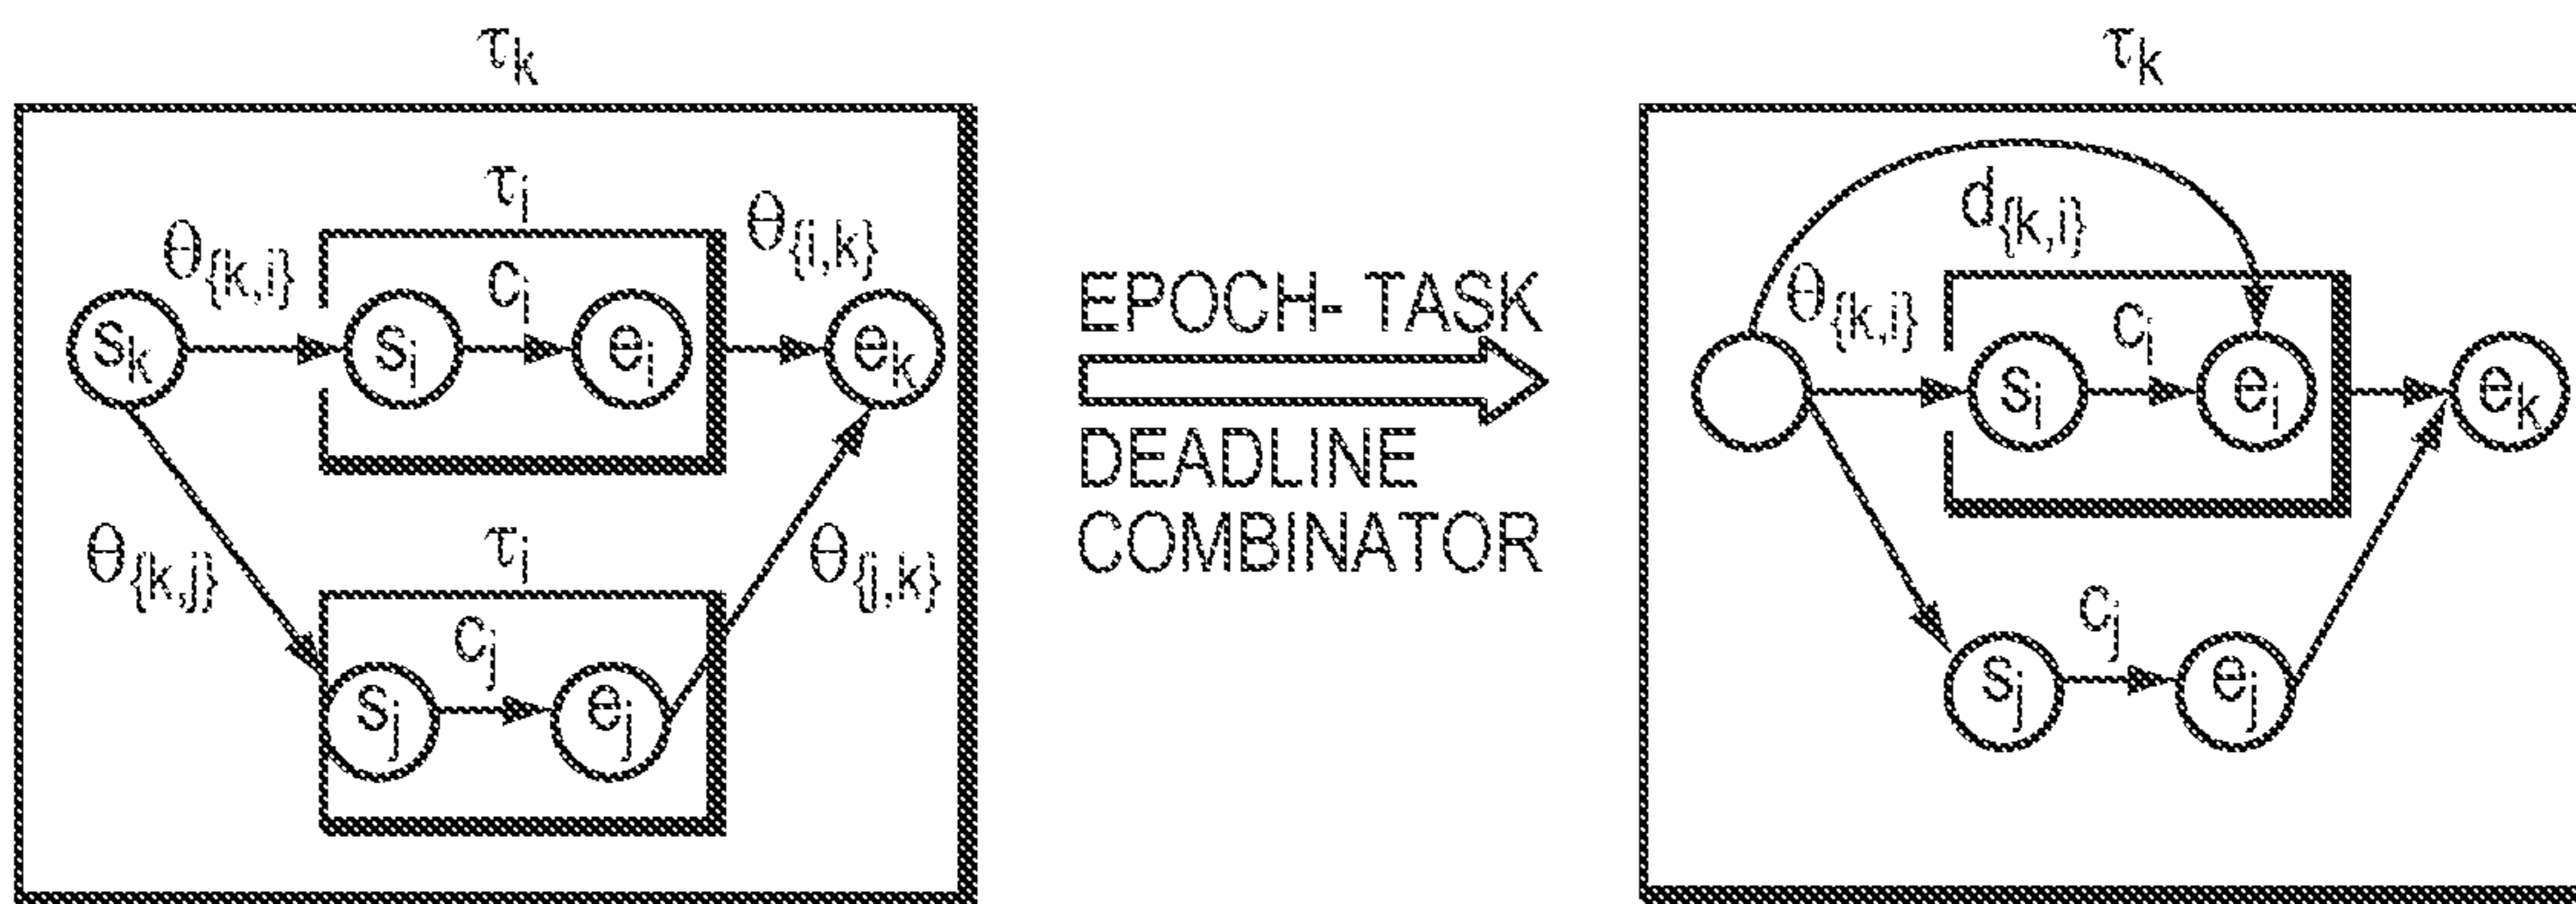 τk
τi
θ{k,i}
ci
θ{i,k}
sk
si
ei
ek
θ{k,j}
τi
θ{j,k}
cj
sj
ej
EPOCH- TASK
DEADLINE
COMBINATOR
τk
d{k,i}
θ{k,i}
ci
si
ei
ek
cj
sj
ej